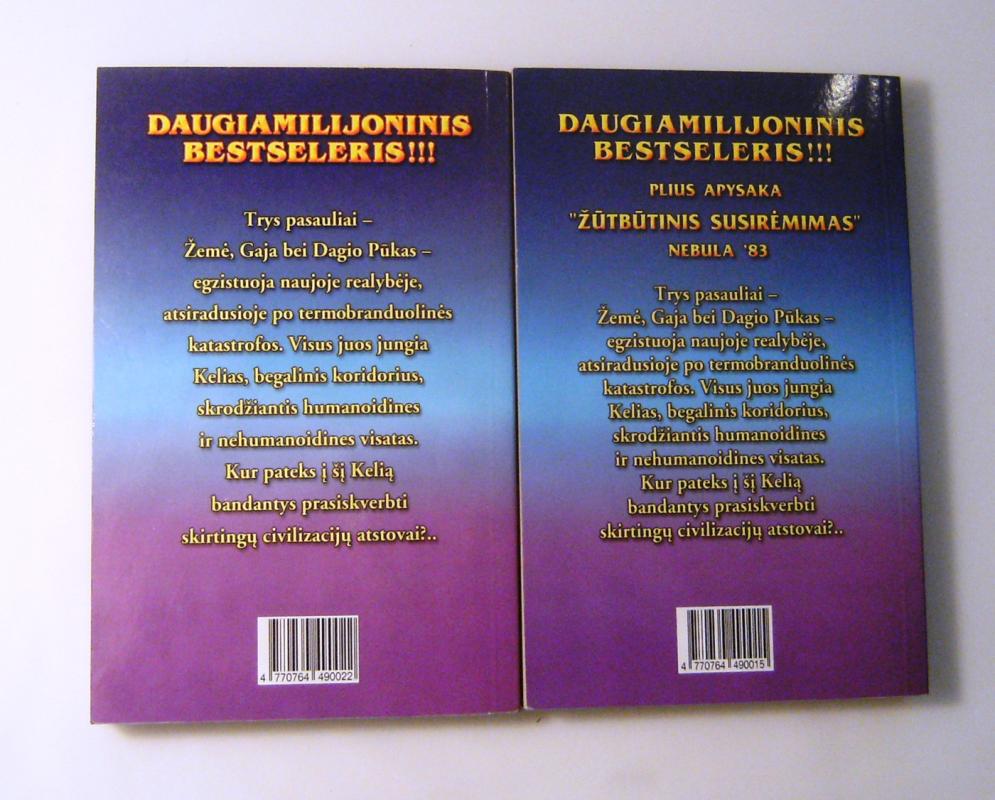 DAUGIAMILIJONINIS
BESTSELERIS!!!
Trys pasauliai –
Žemė, Gaja bei Dagio Pūkas –
egzistuoja naujoje realybėje,
atsiradusioje po termobranduolinės
katastrofos. Visus juos jungia
Kelias, begalinis koridorius,
skrodžiantis humanoidines
ir nehumanoidines visatas.
Kur pateks į šį Kelią
bandantys prasiskverbti
skirtingų civilizacijų atstovai?..
4 770764 490022
DAUGIAMILIJONINIS
BESTSELERIS!!!
PLIUS APYSAKA
"ŽŪTBŪTINIS SUSIRĖMIMAS"
NEBULA '83
Trys pasauliai –
Žemė, Gaja bei Dagio Pūkas –
egzistuoja naujoje realybėje,
atsiradusioje po termobranduolinės
katastrofos. Visus juos jungia
Kelias, begalinis koridorius,
skrodžiantis humanoidines
ir nehumanoidines visatas.
Kur pateks į šį Kelią
bandantys prasiskverbti
skirtingų civilizacijų atstovai?..
4 770764 490015